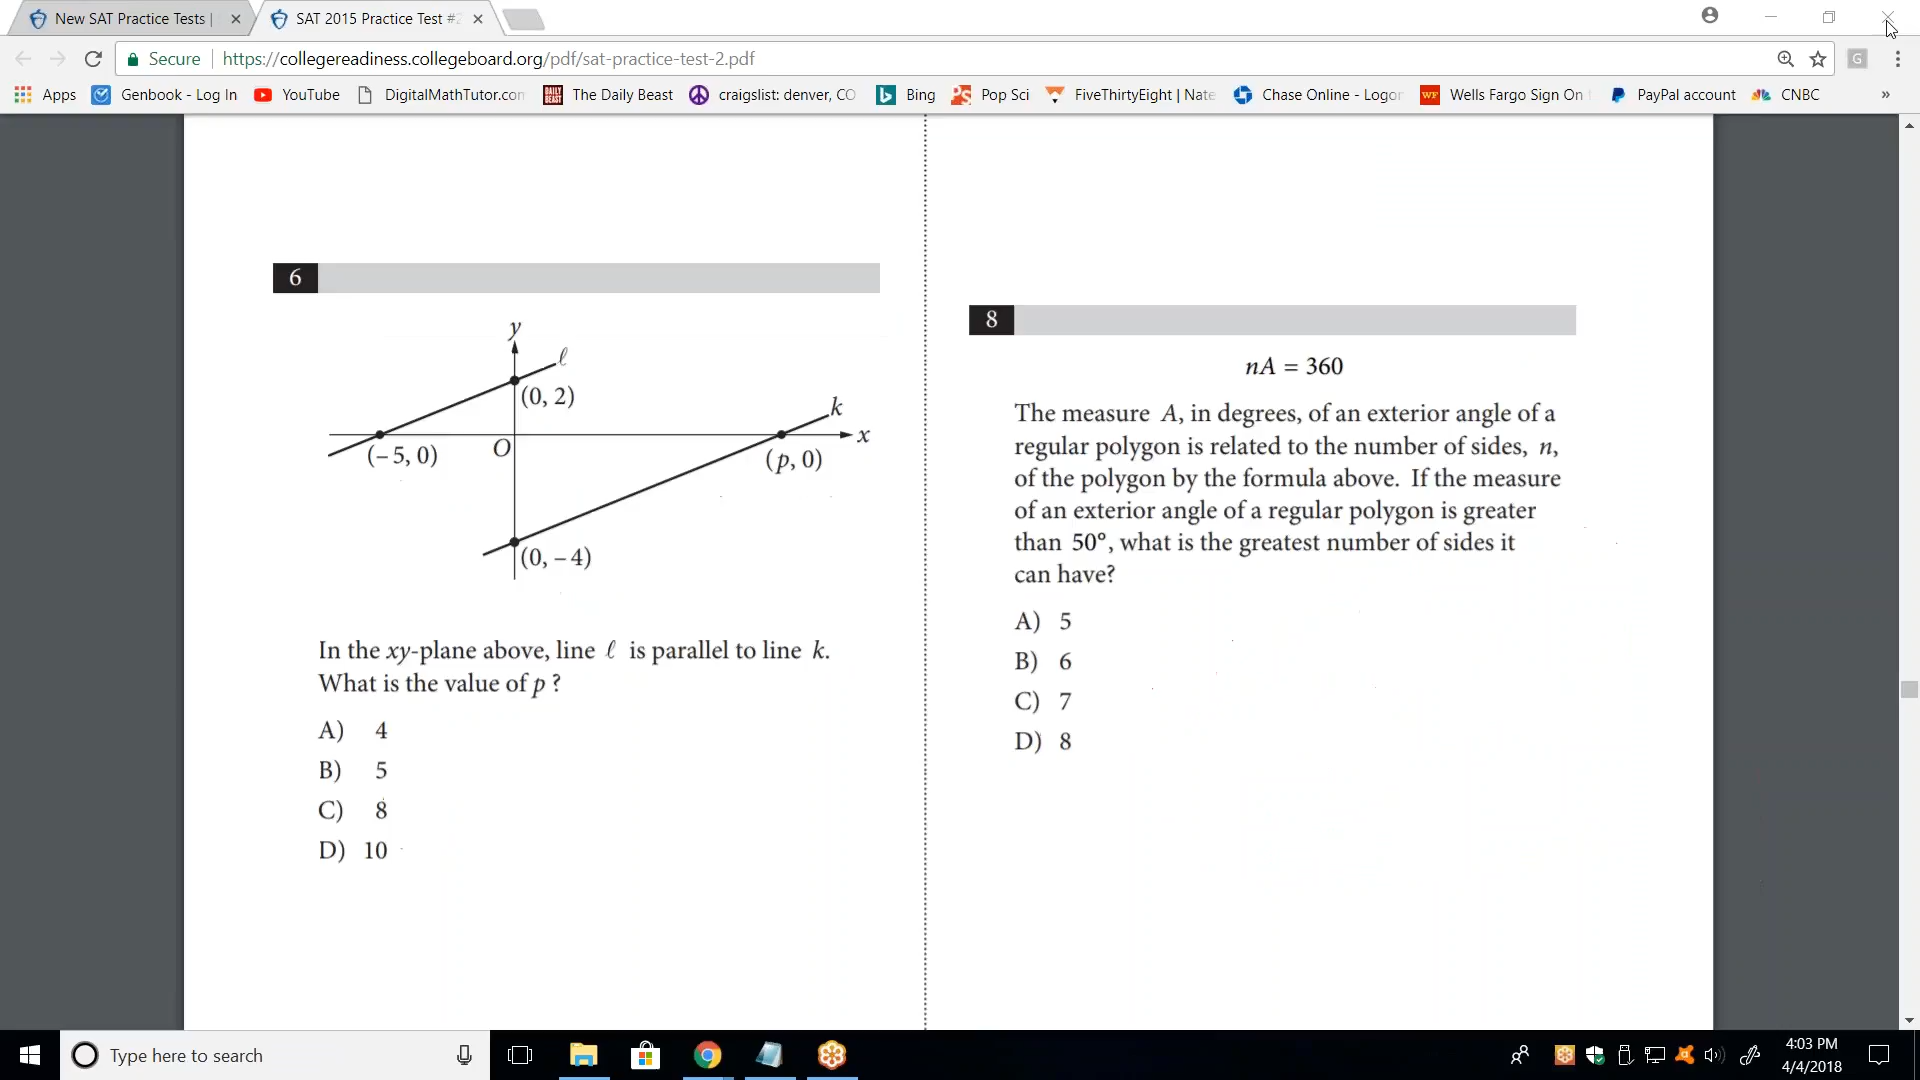 New SAT Practice Tests |
SAT 2015 Practice Test #2
Secure
https://collegereadiness.collegeboard.org/pdf/sat-practice-test-2.pdf
G
Apps
Genbook - Log In
YouTube
DigitalMathTutor.com
The Daily Beast
craigslist: denver, CO
Bing
Pop Sci
FiveThirtyEight | Nate
Chase Online - Logon
WF
Wells Fargo Sign On
PayPal account
CNBC
»
6
y
ℓ
(0, 2)
k
x
O
(–5, 0)
(p, 0)
(0, –4)
In the xy-plane above, line ℓ is parallel to line k.
What is the value of p ?
A) 4
B) 5
C) 8
D) 10
8
nA = 360
The measure A, in degrees, of an exterior angle of a
regular polygon is related to the number of sides, n,
of the polygon by the formula above. If the measure
of an exterior angle of a regular polygon is greater
than 50°, what is the greatest number of sides it
can have?
A) 5
B) 6
C) 7
D) 8
Type here to search
4:03 PM
4/4/2018